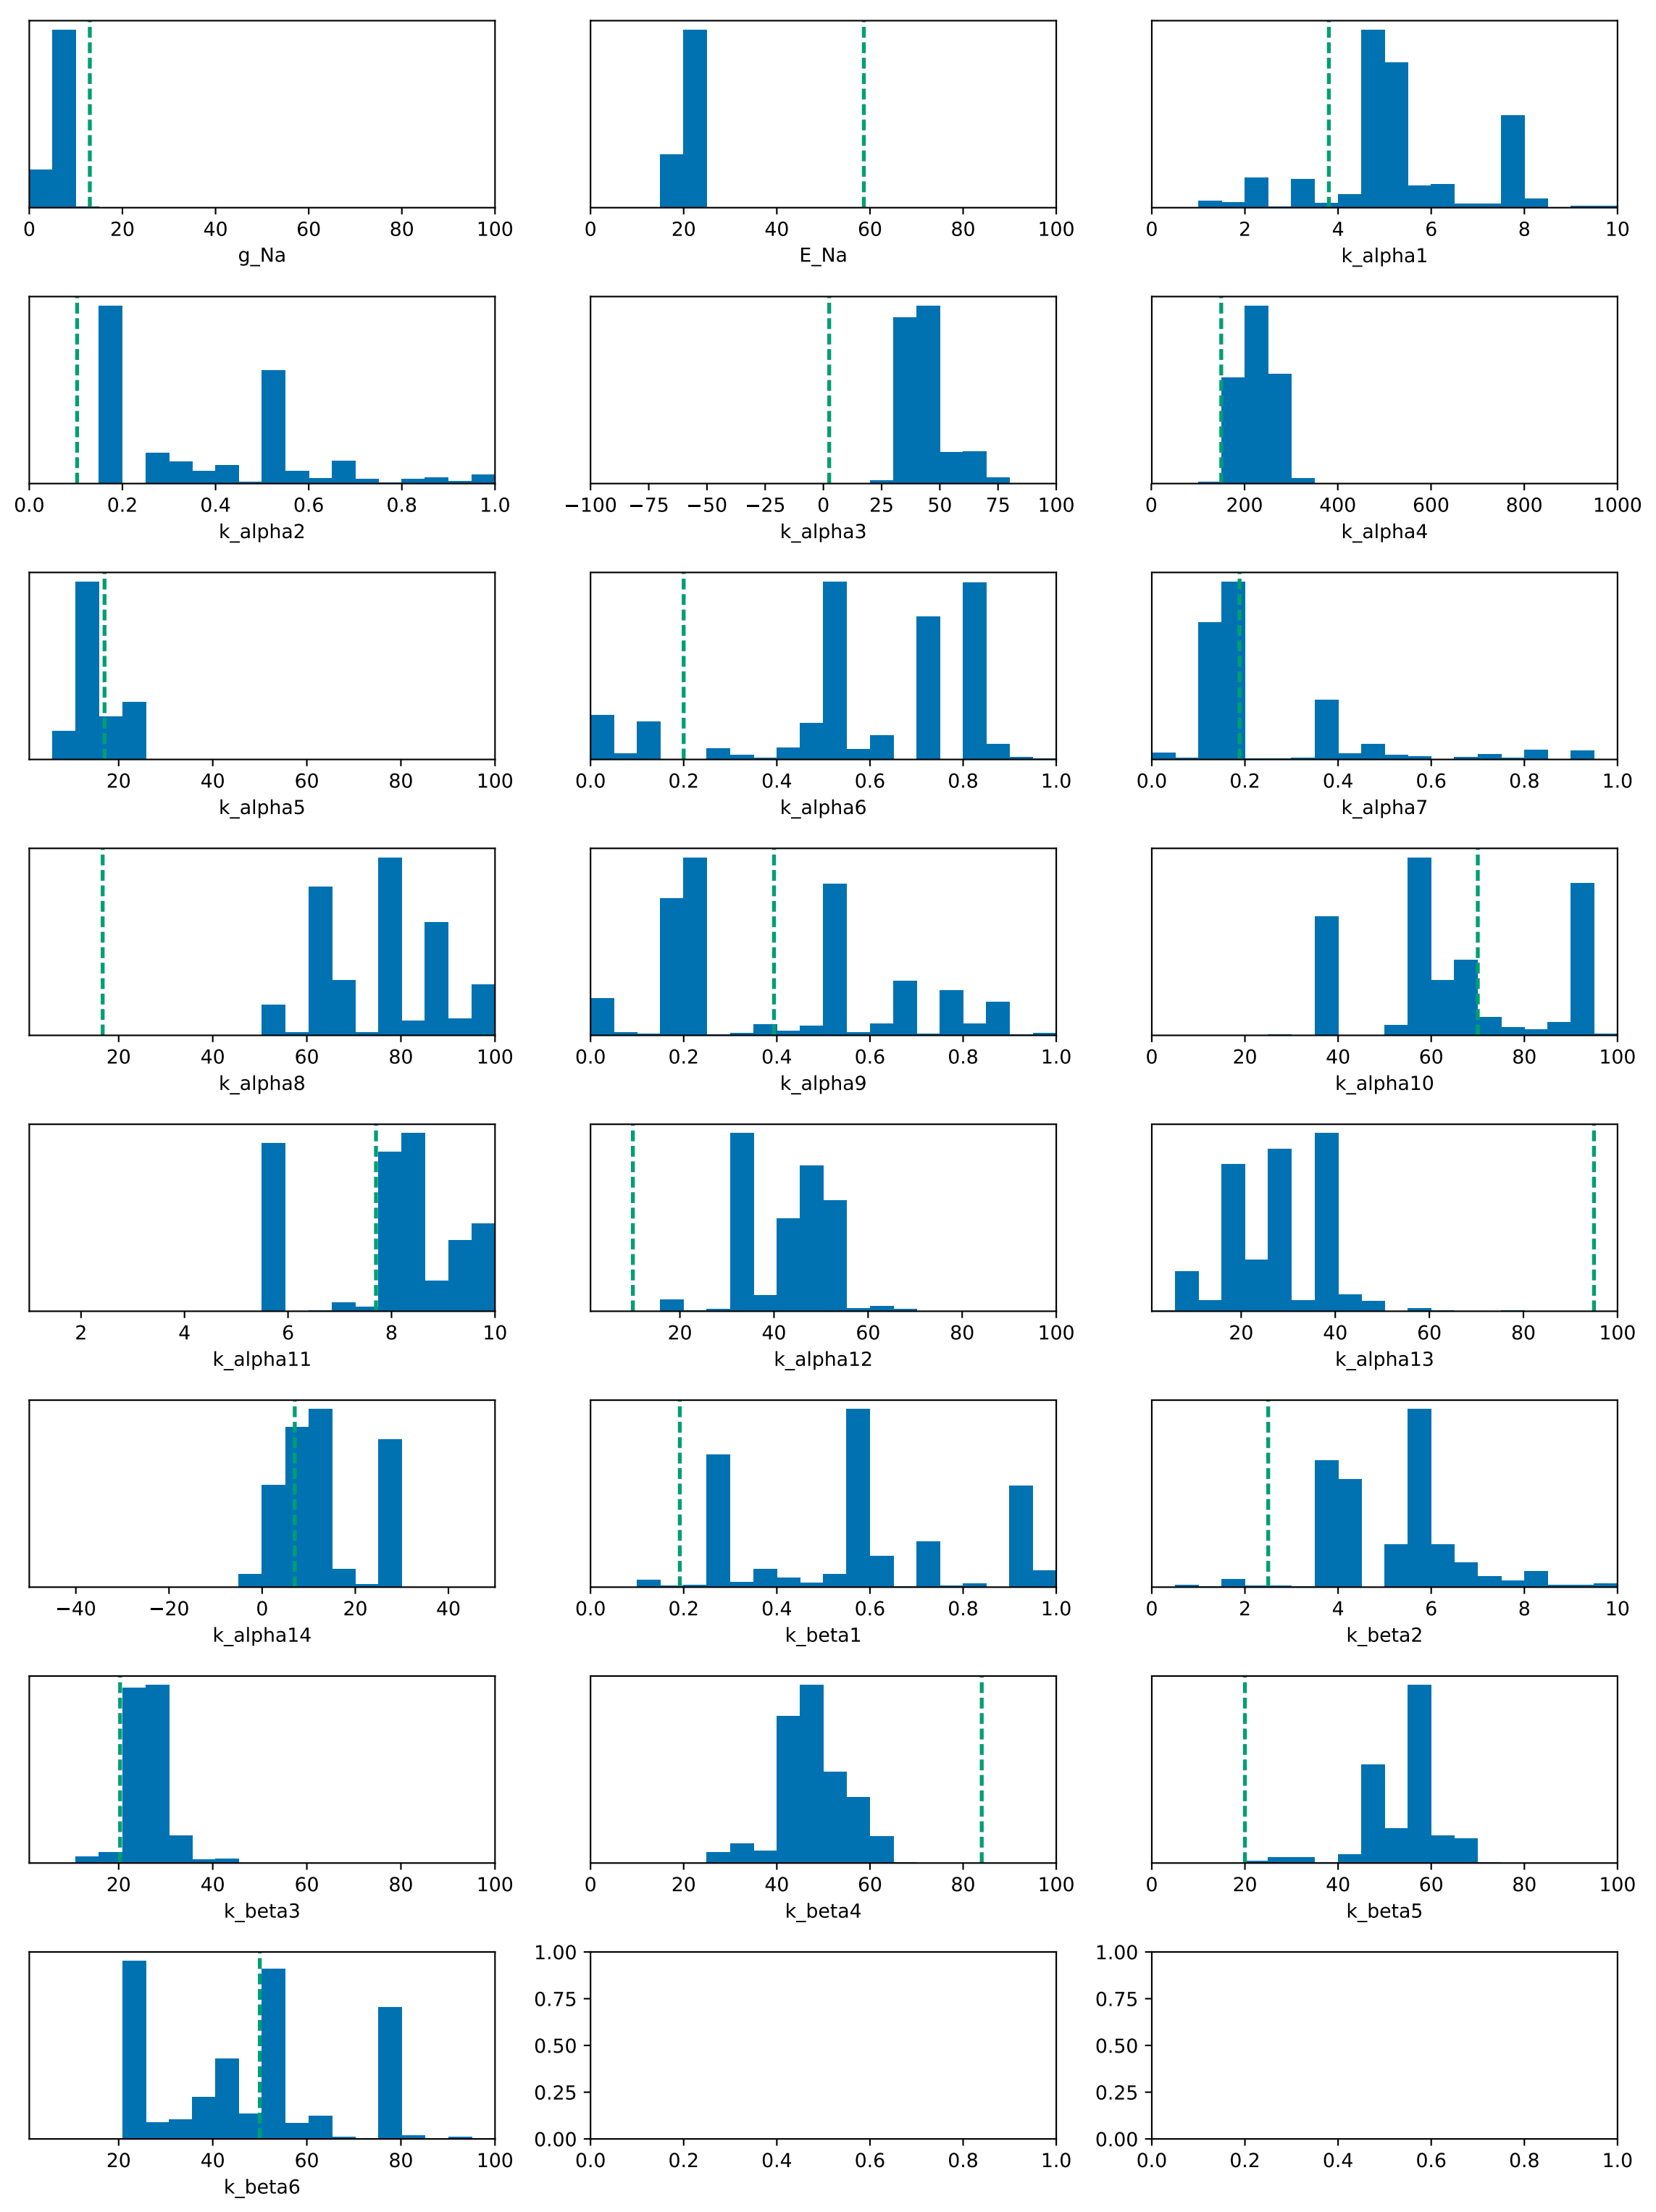 0 20 40 60 80 100 0 20 40 60 80 100 0 2 4 6 8 10
g_Na E_Na k_alpha1
0.0 0.2 0.4 0.6 0.8 1.0 −100 −75 −50 −25 0 25 50 75 100 0 200 400 600 800 1000
k_alpha2 k_alpha3 k_alpha4
20 40 60 80 100 0.0 0.2 0.4 0.6 0.8 1.0 0.0 0.2 0.4 0.6 0.8 1.0
k_alpha5 k_alpha6 k_alpha7
20 40 60 80 100 0.0 0.2 0.4 0.6 0.8 1.0 0 20 40 60 80 100
k_alpha8 k_alpha9 k_alpha10
2 4 6 8 10 20 40 60 80 100 20 40 60 80 100
k_alpha11 k_alpha12 k_alpha13
−40 −20 0 20 40 0.0 0.2 0.4 0.6 0.8 1.0 0 2 4 6 8 10
k_alpha14 k_beta1 k_beta2
20 40 60 80 100 0 20 40 60 80 100 0 20 40 60 80 100
k_beta3 k_beta4 k_beta5
1.00 1.00
0.75 0.75
0.50 0.50
0.25 0.25
0.00 0.00
20 40 60 80 100 0.0 0.2 0.4 0.6 0.8 1.0 0.0 0.2 0.4 0.6 0.8 1.0
k_beta6